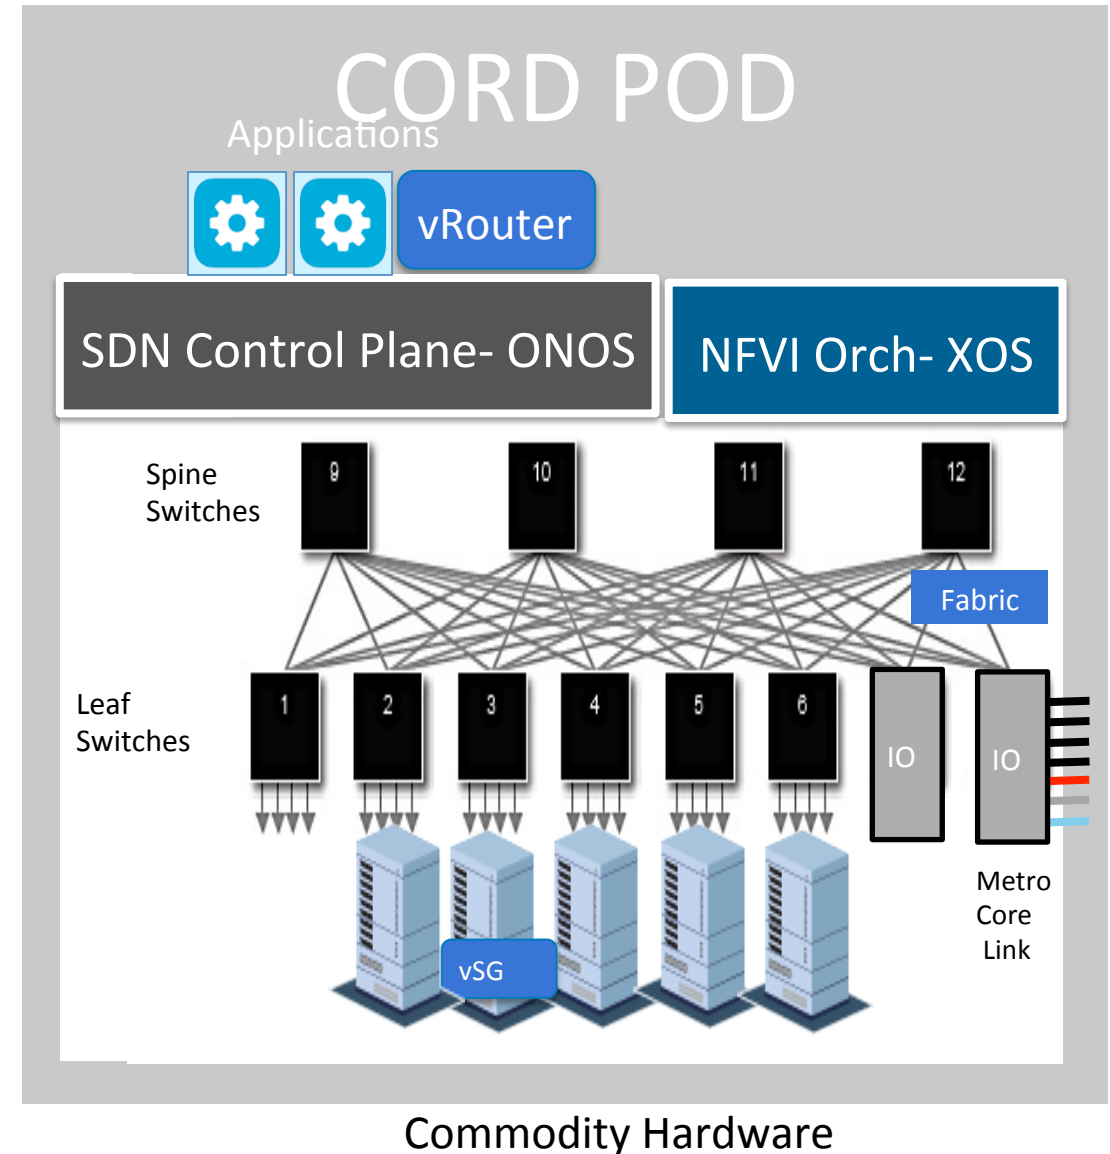 CORD POD
Applications
vRouter
SDN Control Plane- ONOS
NFVI Orch- XOS
Spine
Switches
9
10
11
12
Fabric
Leaf
Switches
1
2
3
4
5
6
IO
IO
Metro
Core
Link
vSG
Commodity Hardware